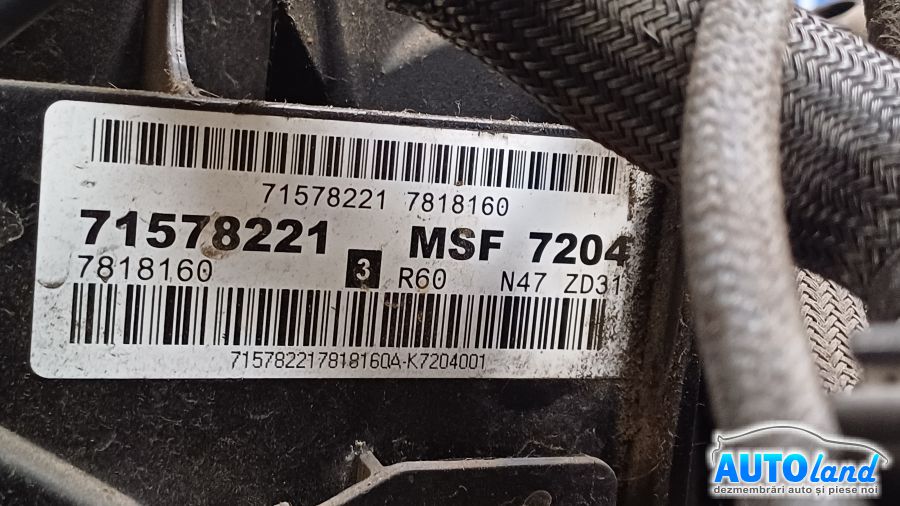 71578221 7818160
71578221 MSF 7204
7818160 3 R60 N47 ZD31
715782217818160A-K7204001
AUTOland
dezmembrări auto și piese noi